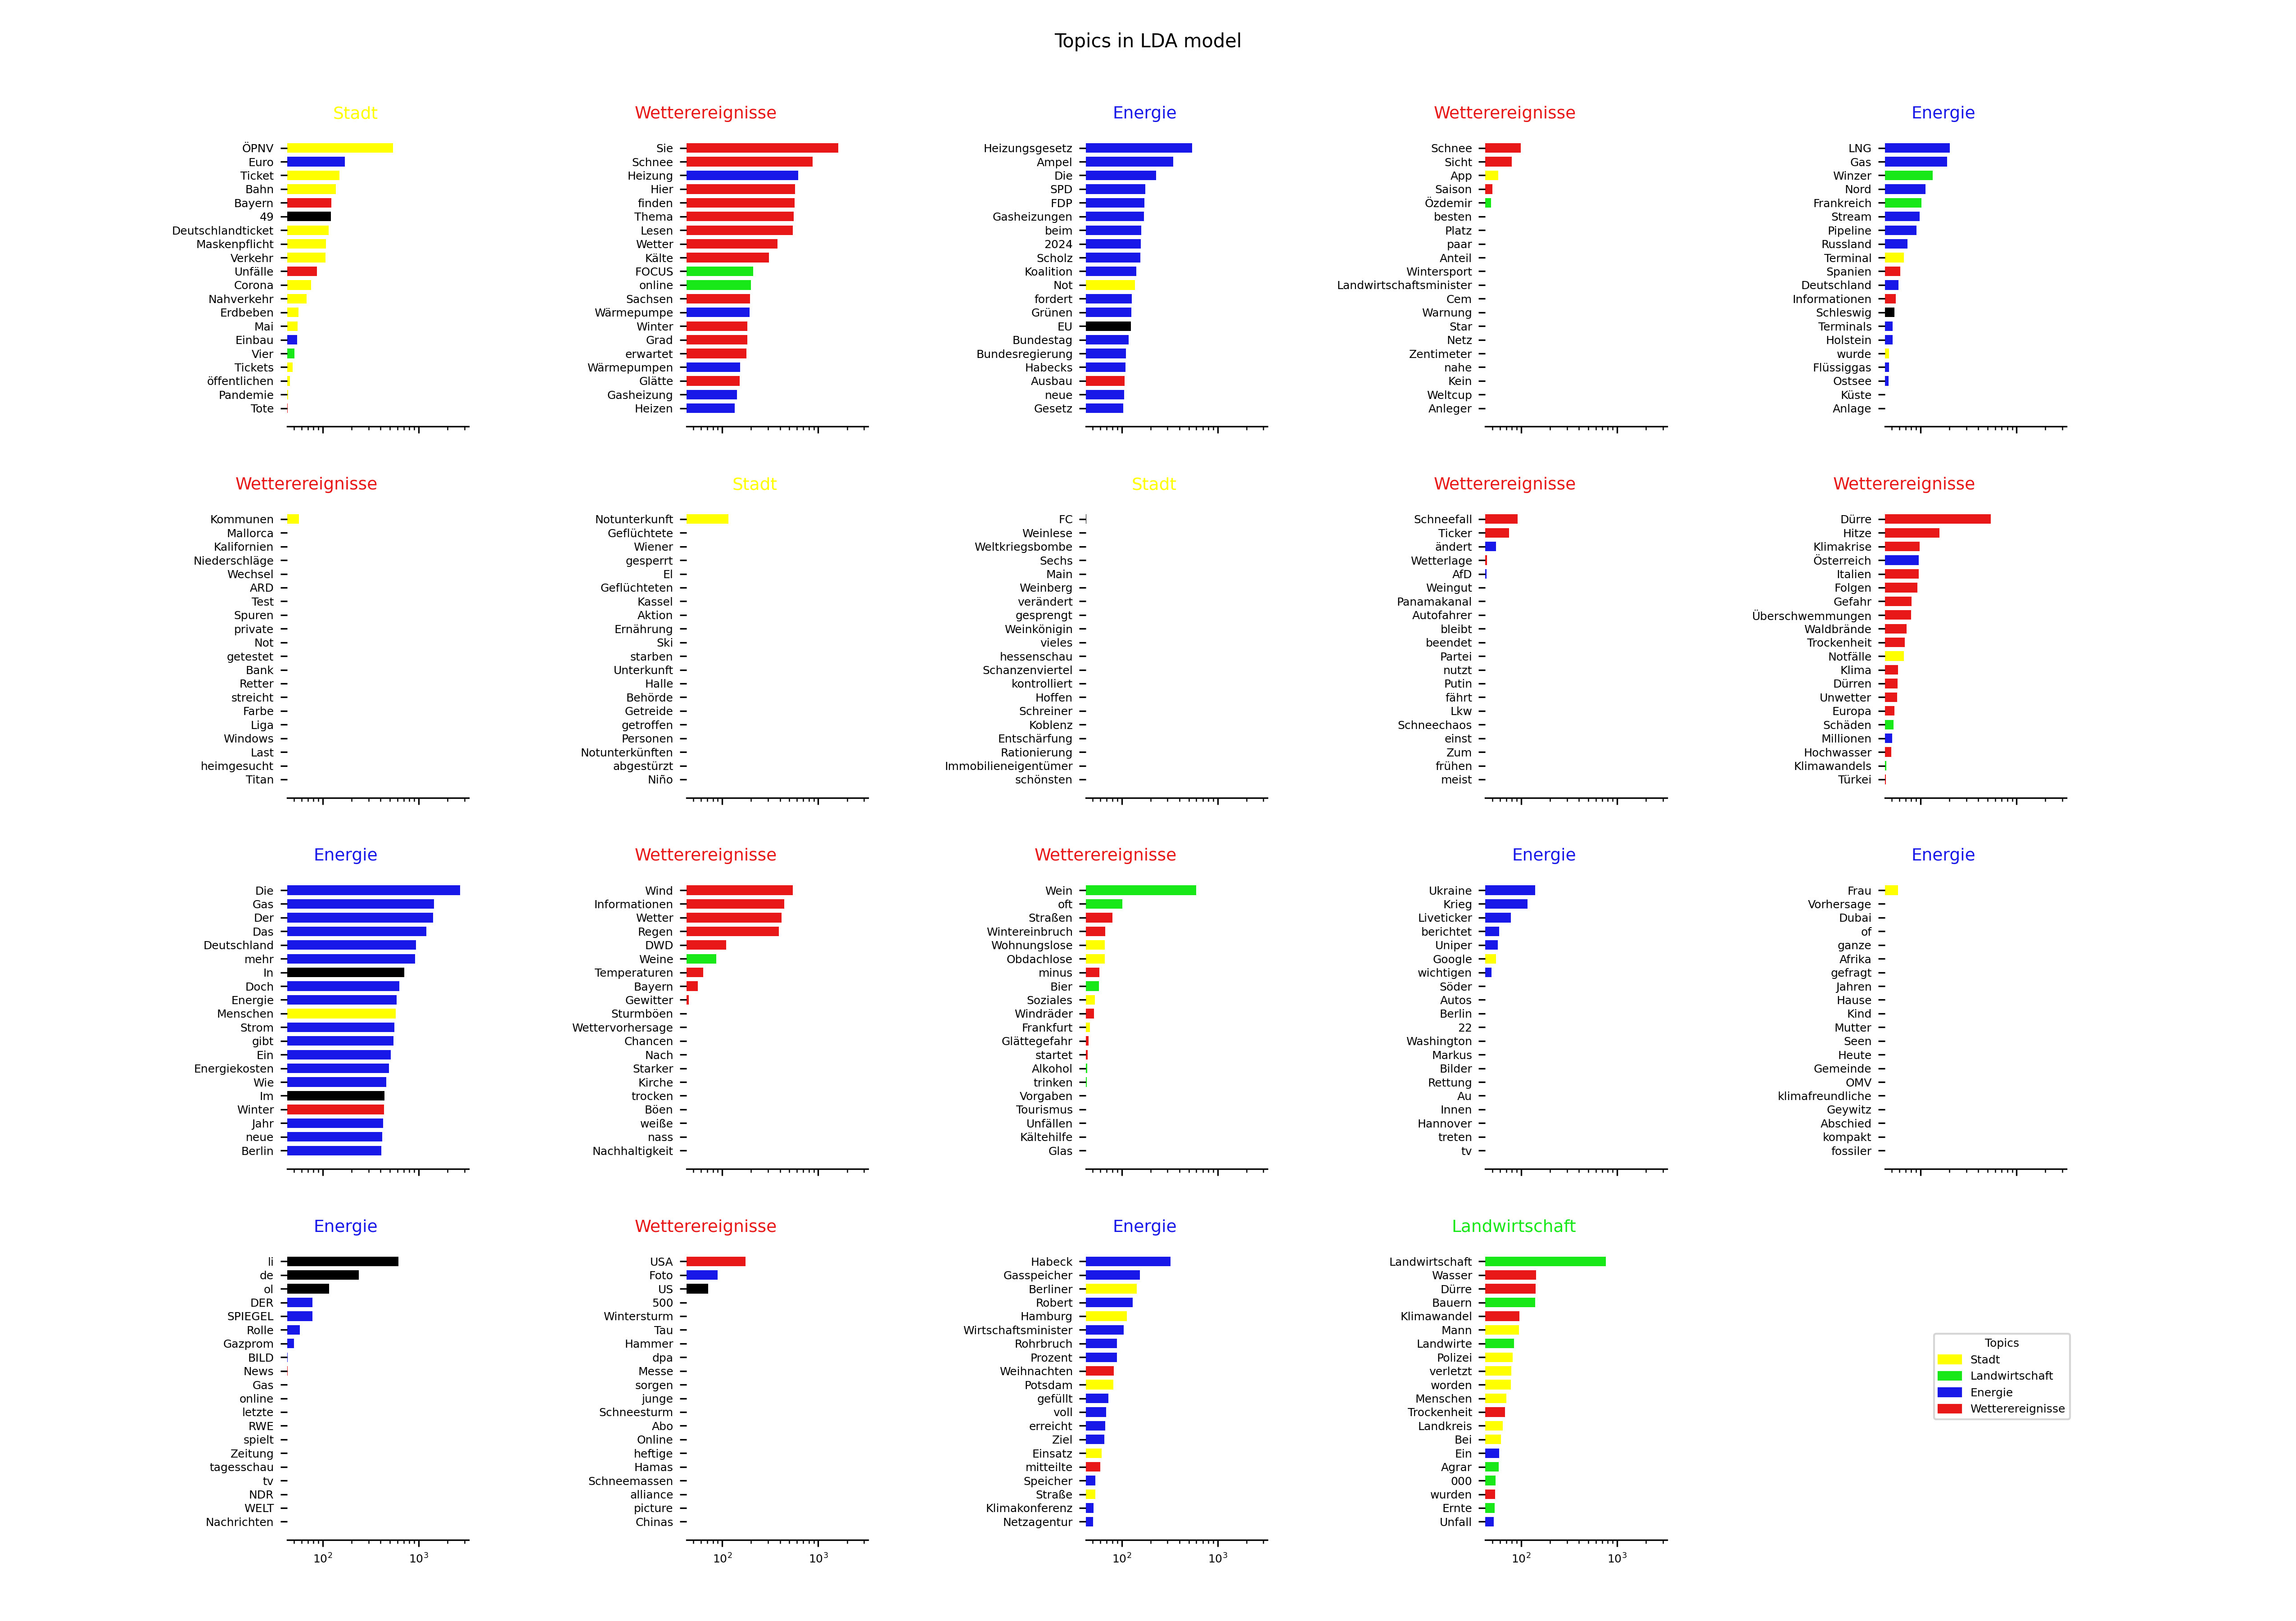 Topics in LDA model
Stadt
ÖPNV
Euro
Ticket
Bahn
Bayern
49
Deutschlandticket
Maskenpflicht
Verkehr
Unfälle
Corona
Nahverkehr
Erdbeben
Mai
Einbau
Vier
Tickets
öffentlichen
Pandemie
Tote
Wetterereignisse
Sie
Schnee
Heizung
Hier
finden
Thema
Lesen
Wetter
Kälte
FOCUS
online
Sachsen
Wärmepumpe
Winter
Grad
erwartet
Wärmepumpen
Glätte
Gasheizung
Heizen
Energie
Heizungsgesetz
Ampel
Die
SPD
FDP
Gasheizungen
beim
2024
Scholz
Koalition
Not
fordert
Grünen
EU
Bundestag
Bundesregierung
Habecks
Ausbau
neue
Gesetz
Wetterereignisse
Schnee
Sicht
App
Saison
Özdemir
besten
Platz
paar
Anteil
Wintersport
Landwirtschaftsminister
Cem
Warnung
Star
Netz
Zentimeter
nahe
Kein
Weltcup
Anleger
Energie
LNG
Gas
Winzer
Nord
Frankreich
Stream
Pipeline
Russland
Terminal
Spanien
Deutschland
Informationen
Schleswig
Terminals
Holstein
wurde
Flüssiggas
Ostsee
Küste
Anlage
Wetterereignisse
Kommunen
Mallorca
Kalifornien
Niederschläge
Wechsel
ARD
Test
Spuren
private
Not
getestet
Bank
Retter
streicht
Farbe
Liga
Windows
Last
heimgesucht
Titan
Stadt
Notunterkunft
Geflüchtete
Wiener
gesperrt
El
Geflüchteten
Kassel
Aktion
Ernährung
Ski
starben
Unterkunft
Halle
Behörde
Getreide
getroffen
Personen
Notunterkünften
abgestürzt
Niño
Stadt
FC
Weinlese
Weltkriegsbombe
Sechs
Main
Weinberg
verändert
gesprengt
Weinkönigin
vieles
hessenschau
Schanzenviertel
kontrolliert
Hoffen
Schreiner
Koblenz
Entschärfung
Rationierung
Immobilieneigentümer
schönsten
Wetterereignisse
Schneefall
Ticker
ändert
Wetterlage
AfD
Weingut
Panamakanal
Autofahrer
bleibt
beendet
Partei
nutzt
Putin
fährt
Lkw
Schneechaos
einst
Zum
frühen
meist
Wetterereignisse
Dürre
Hitze
Klimakrise
Österreich
Italien
Folgen
Gefahr
Überschwemmungen
Waldbrände
Trockenheit
Notfälle
Klima
Dürren
Unwetter
Europa
Schäden
Millionen
Hochwasser
Klimawandels
Türkei
Energie
Die
Gas
Der
Das
Deutschland
mehr
In
Doch
Energie
Menschen
Strom
gibt
Ein
Energiekosten
Wie
Im
Winter
Jahr
neue
Berlin
Wetterereignisse
Wind
Informationen
Wetter
Regen
DWD
Weine
Temperaturen
Bayern
Gewitter
Sturmböen
Wettervorhersage
Chancen
Nach
Starker
Kirche
trocken
Böen
weiße
nass
Nachhaltigkeit
Wetterereignisse
Wein
oft
Straßen
Wintereinbruch
Wohnungslose
Obdachlose
minus
Bier
Soziales
Windräder
Frankfurt
Glättegefahr
startet
Alkohol
trinken
Vorgaben
Tourismus
Unfällen
Kältehilfe
Glas
Energie
Ukraine
Krieg
Liveticker
berichtet
Uniper
Google
wichtigen
Söder
Autos
Berlin
22
Washington
Markus
Bilder
Rettung
Au
Innen
Hannover
treten
tv
Energie
Frau
Vorhersage
Dubai
of
ganze
Afrika
gefragt
Jahren
Hause
Kind
Mutter
Seen
Heute
Gemeinde
OMV
klimafreundliche
Geywitz
Abschied
kompakt
fossiler
Energie
li
de
ol
DER
SPIEGEL
Rolle
Gazprom
BILD
News
Gas
online
letzte
RWE
spielt
Zeitung
tagesschau
tv
NDR
WELT
Nachrichten
10²
10³
Wetterereignisse
USA
Foto
US
500
Wintersturm
Tau
Hammer
dpa
Messe
sorgen
junge
Schneesturm
Abo
Online
heftige
Hamas
Schneemassen
alliance
picture
Chinas
10²
10³
Energie
Habeck
Gasspeicher
Berliner
Robert
Hamburg
Wirtschaftsminister
Rohrbruch
Prozent
Weihnachten
Potsdam
gefüllt
voll
erreicht
Ziel
Einsatz
mitteilte
Speicher
Straße
Klimakonferenz
Netzagentur
10²
10³
Landwirtschaft
Landwirtschaft
Wasser
Dürre
Bauern
Klimawandel
Mann
Landwirte
Polizei
verletzt
worden
Menschen
Trockenheit
Landkreis
Bei
Ein
Agrar
000
wurden
Ernte
Unfall
10²
10³
Topics
Stadt
Landwirtschaft
Energie
Wetterereignisse